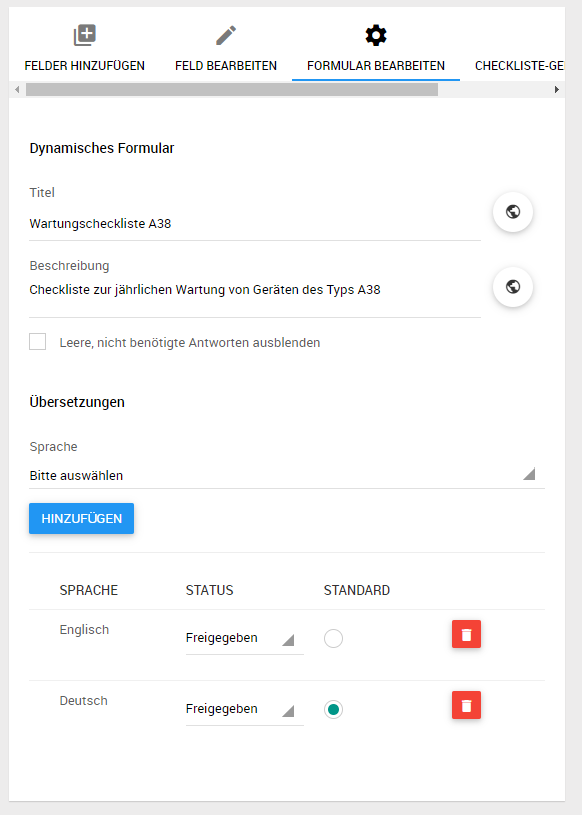 FELDER HINZUFÜGEN FELD BEARBEITEN FORMULAR BEARBEITEN CHECKLISTE-GE
Dynamisches Formular
Titel
Wartungscheckliste A38
Beschreibung
Checkliste zur jährlichen Wartung von Geräten des Typs A38
Leere, nicht benötigte Antworten ausblenden
Übersetzungen
Sprache
Bitte auswählen
HINZUFÜGEN
SPRACHE STATUS STANDARD
Englisch Freigegeben
Deutsch Freigegeben